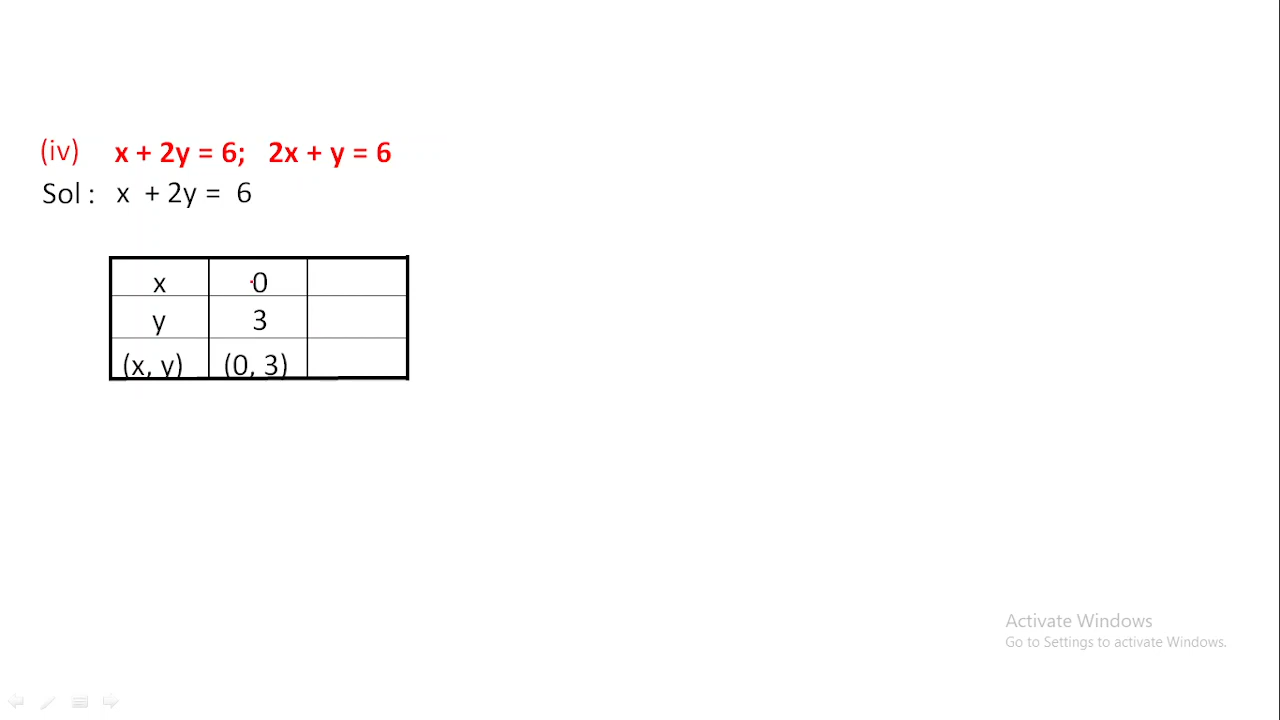 (iv) x + 2y = 6; 2x + y = 6
Sol : x + 2y = 6
x 0
y 3
(x, y) (0, 3)
Activate Windows
Go to Settings to activate Windows.